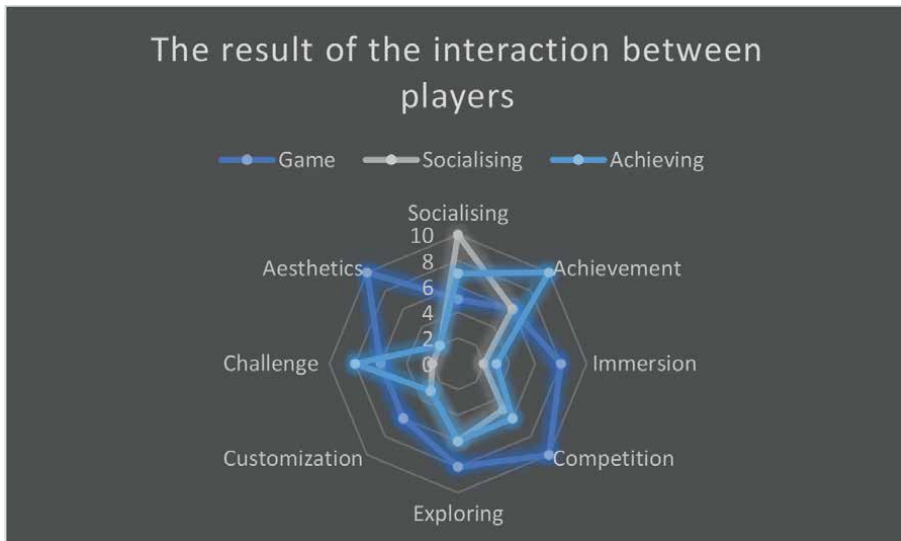 The result of the interaction between
players
Game Socialising Achieving
Socialising
10
Aesthetics Achievement
8
6
4
2
Challenge 0 Immersion
Customization Competition
Exploring